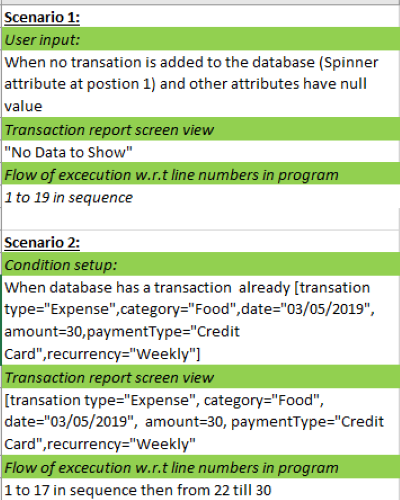 Scenario 1:
User input:
When no transation is added to the database (Spinner
attribute at postion 1) and other attributes have null
value
Transaction report screen view
"No Data to Show"
Flow of excecution w.r.t line numbers in program
1 to 19 in sequence
Scenario 2:
Condition setup:
When database has a transaction  already [transation
type="Expense",category="Food",date="03/05/2019",
amount=30,paymentType="Credit
Card",recurrency="Weekly"]
Transaction report screen view
[transation type="Expense", category="Food",
date="03/05/2019",  amount=30, paymentType="Credit
Card",recurrency="Weekly"
Flow of excecution w.r.t line numbers in program
1 to 17 in sequence then from 22 till 30